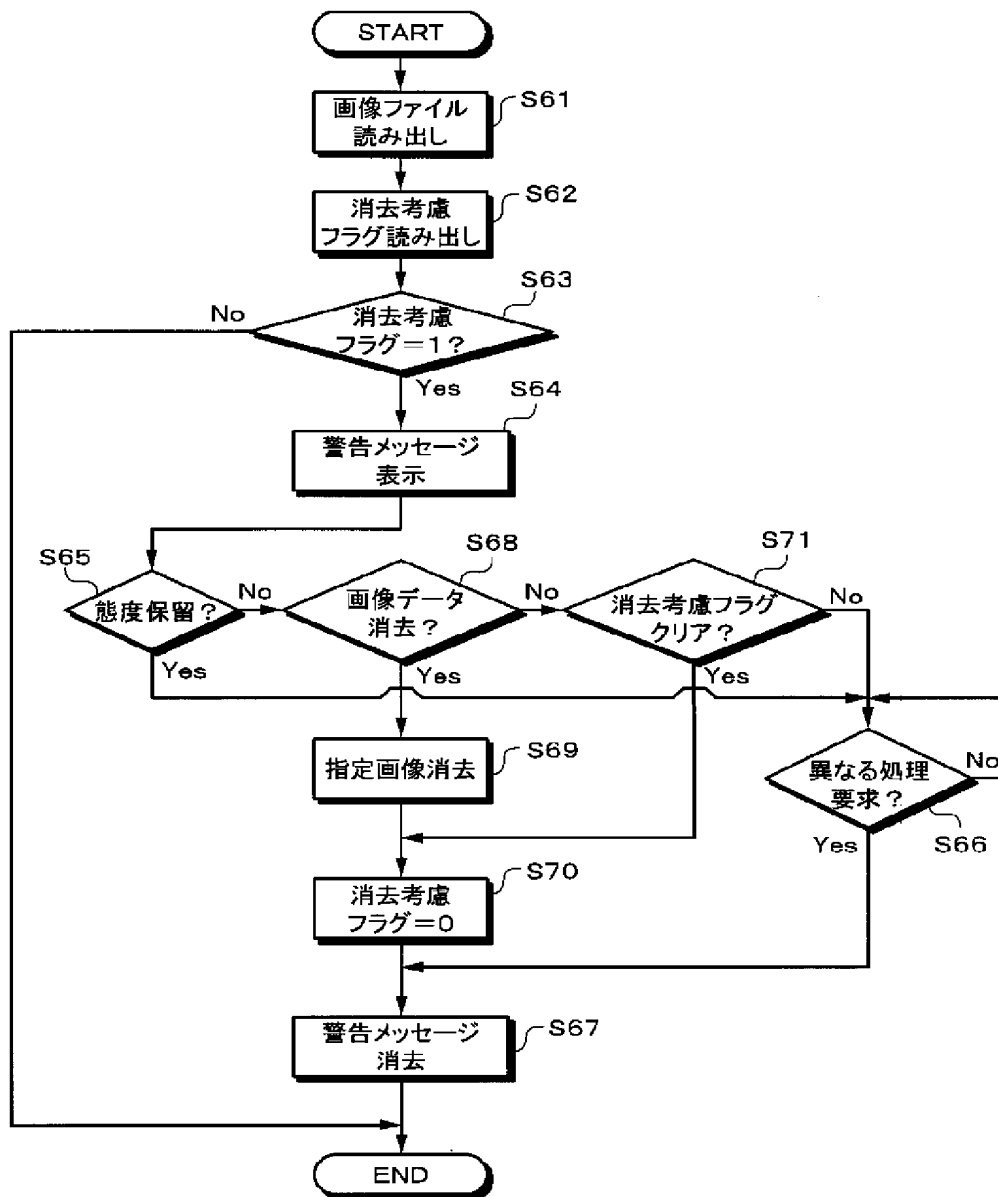 START
画像ファイル
読み出し
S61
消去考慮
フラグ読み出し
S62
S63
No
消去考慮
フラグ=1?
Yes
S64
警告メッセージ
表示
S65
態度保留?
No
Yes
S68
画像データ
消去?
No
Yes
S71
消去考慮フラグ
クリア?
No
Yes
指定画像消去
S69
異なる処理
要求?
No
Yes
S66
S70
消去考慮
フラグ=0
警告メッセージ
消去
S67
END